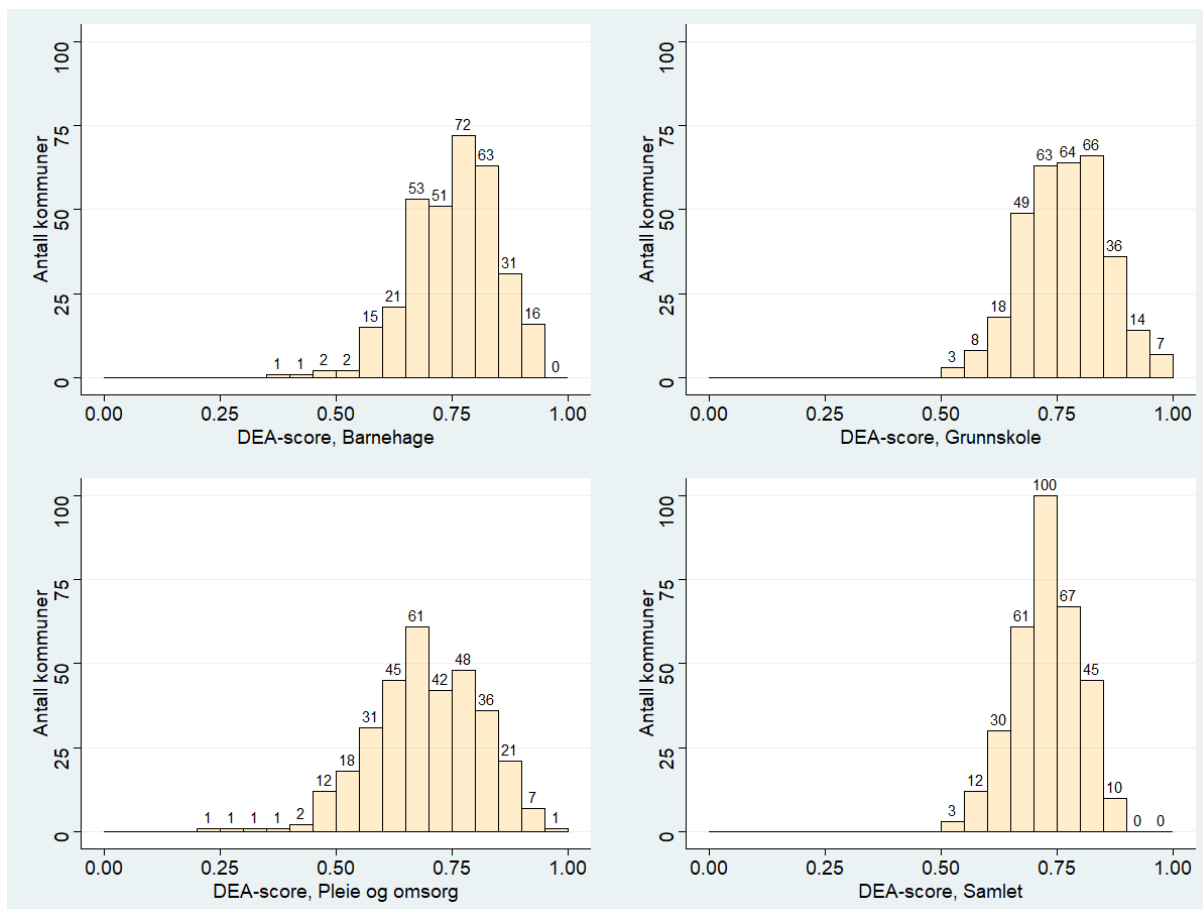 Antall kommuner
100
75
50
25
0
1 1 2 2 15 21 53 51 72 63 31 16 0
0.00 0.25 0.50 0.75 1.00
DEA-score, Barnehage
Antall kommuner
100
75
50
25
0
3 8 18 49 63 64 66 36 14 7
0.00 0.25 0.50 0.75 1.00
DEA-score, Grunnskole
Antall kommuner
100
75
50
25
0
1 1 1 1 2 12 18 31 45 61 42 48 36 21 7 1
0.00 0.25 0.50 0.75 1.00
DEA-score, Pleie og omsorg
Antall kommuner
100
75
50
25
0
3 12 30 61 100 67 45 10 0 0
0.00 0.25 0.50 0.75 1.00
DEA-score, Samlet